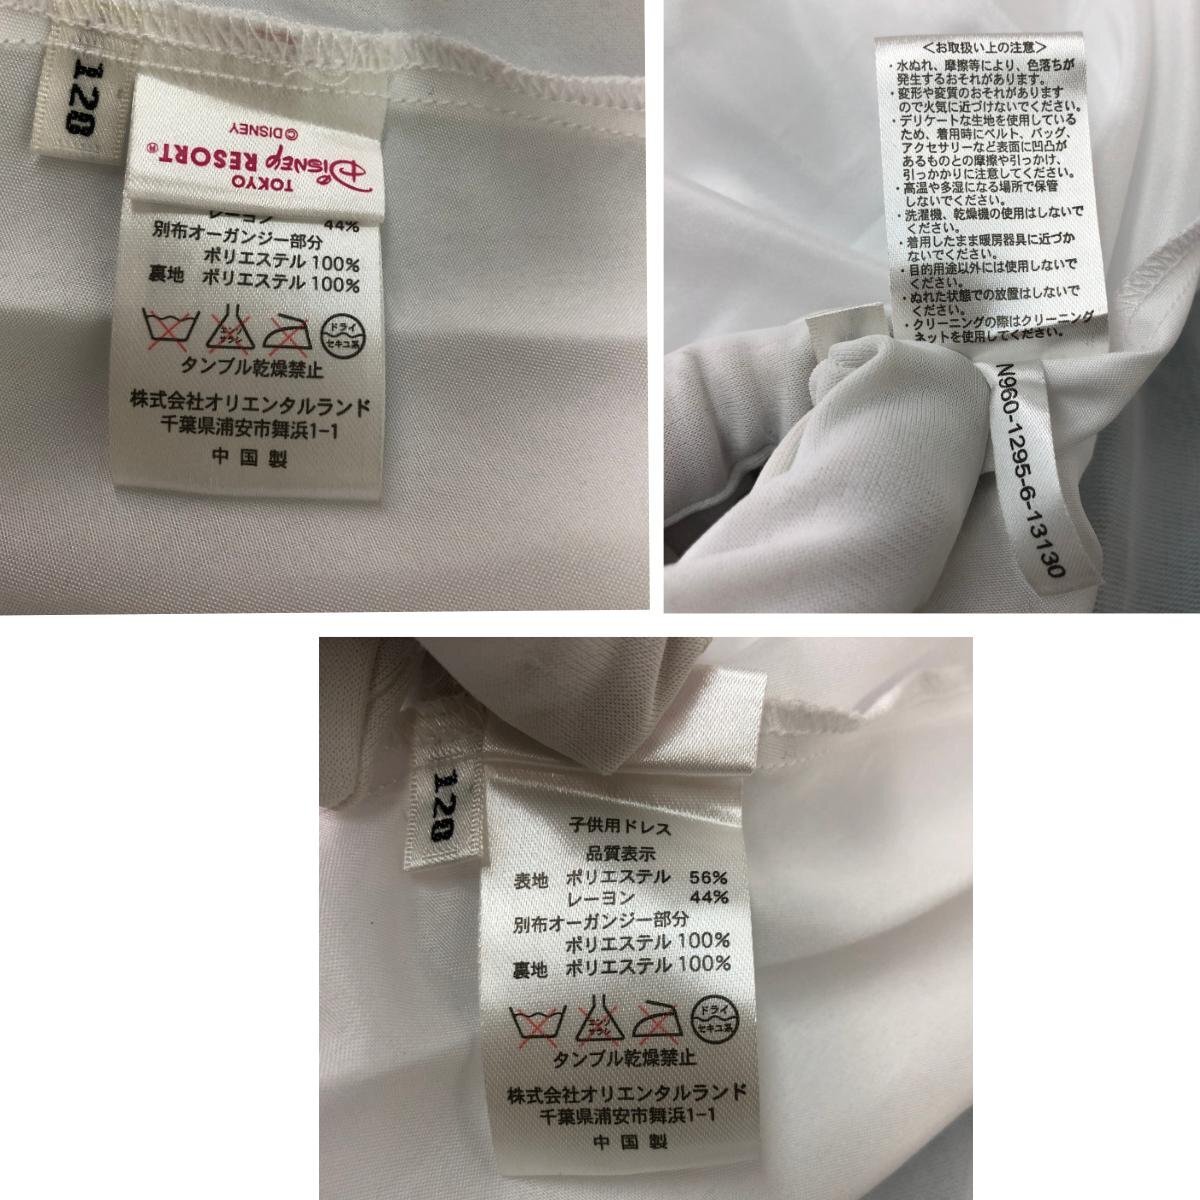 120
TOKYO
DISNEY RESORT®
©DISNEY
レーヨン 44%
別布オーガンジー部分
ポリエステル 100%
裏地 ポリエステル 100%
エンソ
サラシ
ドライ
セキユ系
タンブル乾燥禁止
株式会社オリエンタルランド
千葉県浦安市舞浜1-1
中国製
<お取扱い上の注意>
・水ぬれ、摩擦等により、色落ちが
発生するおそれがあります。
・変形や変質のおそれがあります
ので火気に近づけないでください。
・デリケートな生地を使用している
ため、着用時にベルト、バッグ、
アクセサリーなど表面に凹凸が
あるものとの摩擦や引っかけ、
引っかかりに注意してください。
・高温や多湿になる場所で保管
しないでください。
・洗濯機、乾燥機の使用はしないで
ください。
・着用したまま暖房器具に近づか
ないでください。
・目的用途以外には使用しないで
ください。
・ぬれた状態での放置はしないで
ください。
・クリーニングの際はクリーニング
ネットを使用してください。
N960-1295-6-13130
120
子供用ドレス
品質表示
表地 ポリエステル 56%
レーヨン 44%
別布オーガンジー部分
ポリエステル 100%
裏地 ポリエステル 100%
エンソ
サラシ
ドライ
セキユ系
タンブル乾燥禁止
株式会社オリエンタルランド
千葉県浦安市舞浜1-1
中国製